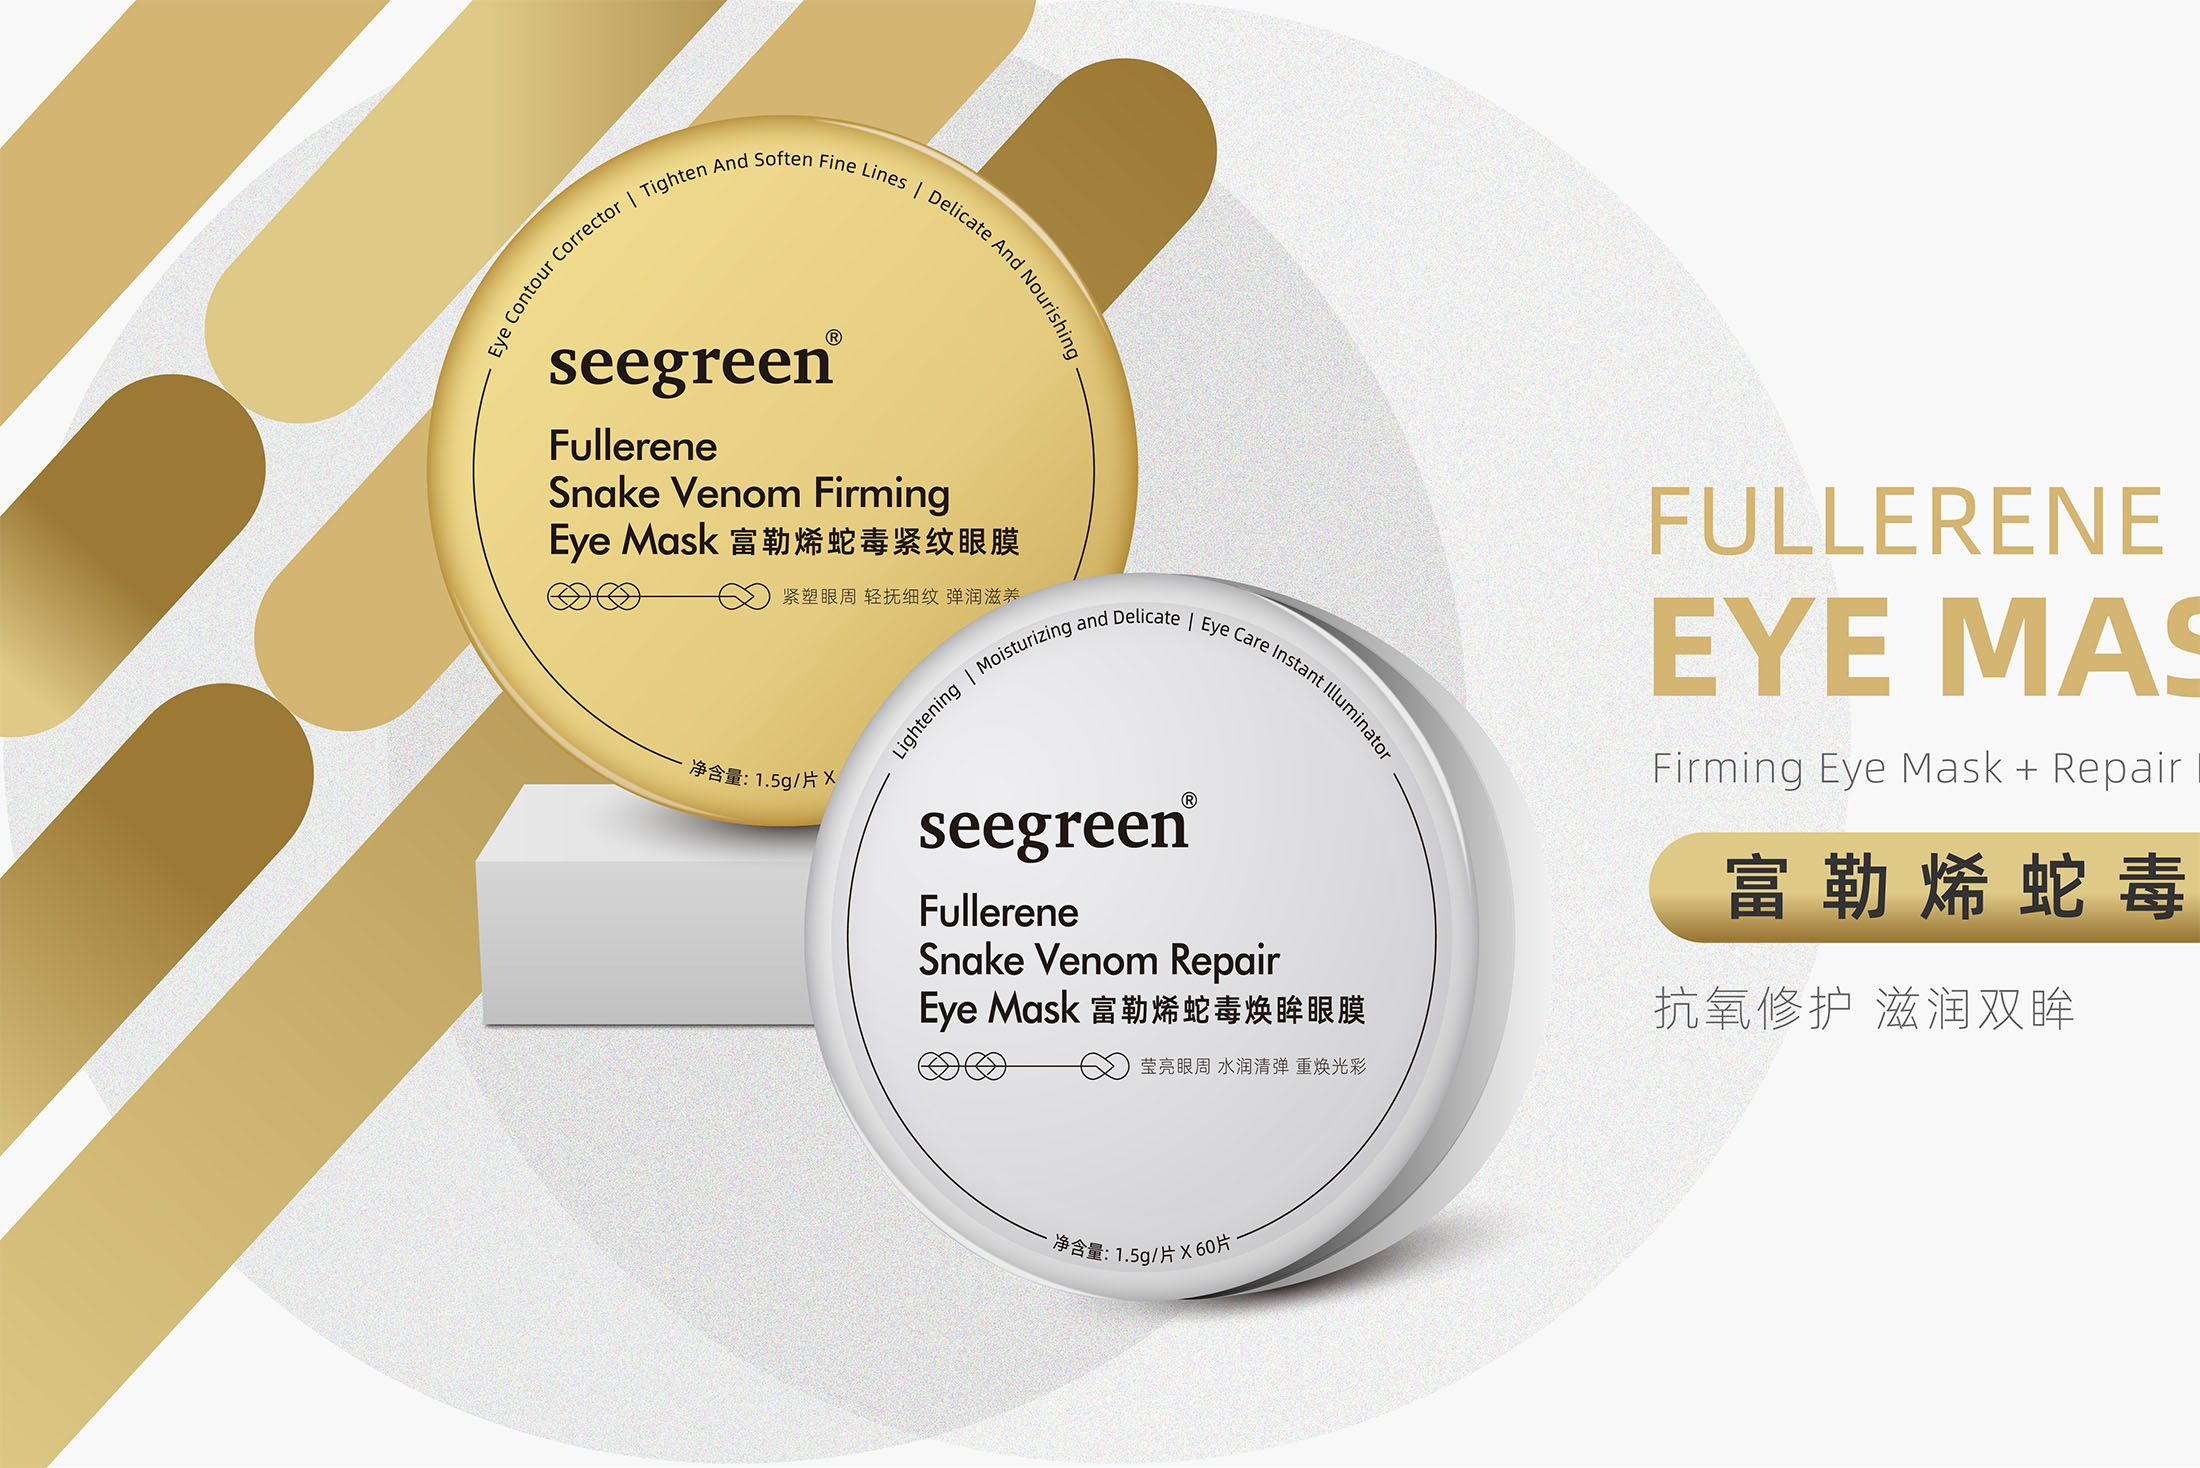 Eye Contour Corrector | Tighten And Soften Fine Lines | Delicate And Nourishing
seegreen®
Fullerene
Snake Venom Firming
Eye Mask 富勒烯蛇毒紧纹眼膜
紧塑眼周 轻抚细纹 弹润滋养
净含量: 1.5g/片 X
Lightening | Moisturizing and Delicate | Eye Care Instant Illuminator
seegreen®
Fullerene
Snake Venom Repair
Eye Mask 富勒烯蛇毒焕眸眼膜
莹亮眼周 水润清弹 重焕光彩
净含量: 1.5g/片 X 60片
FULLERENE
EYE MAS
Firming Eye Mask + Repair
富勒烯蛇毒
抗氧修护 滋润双眸